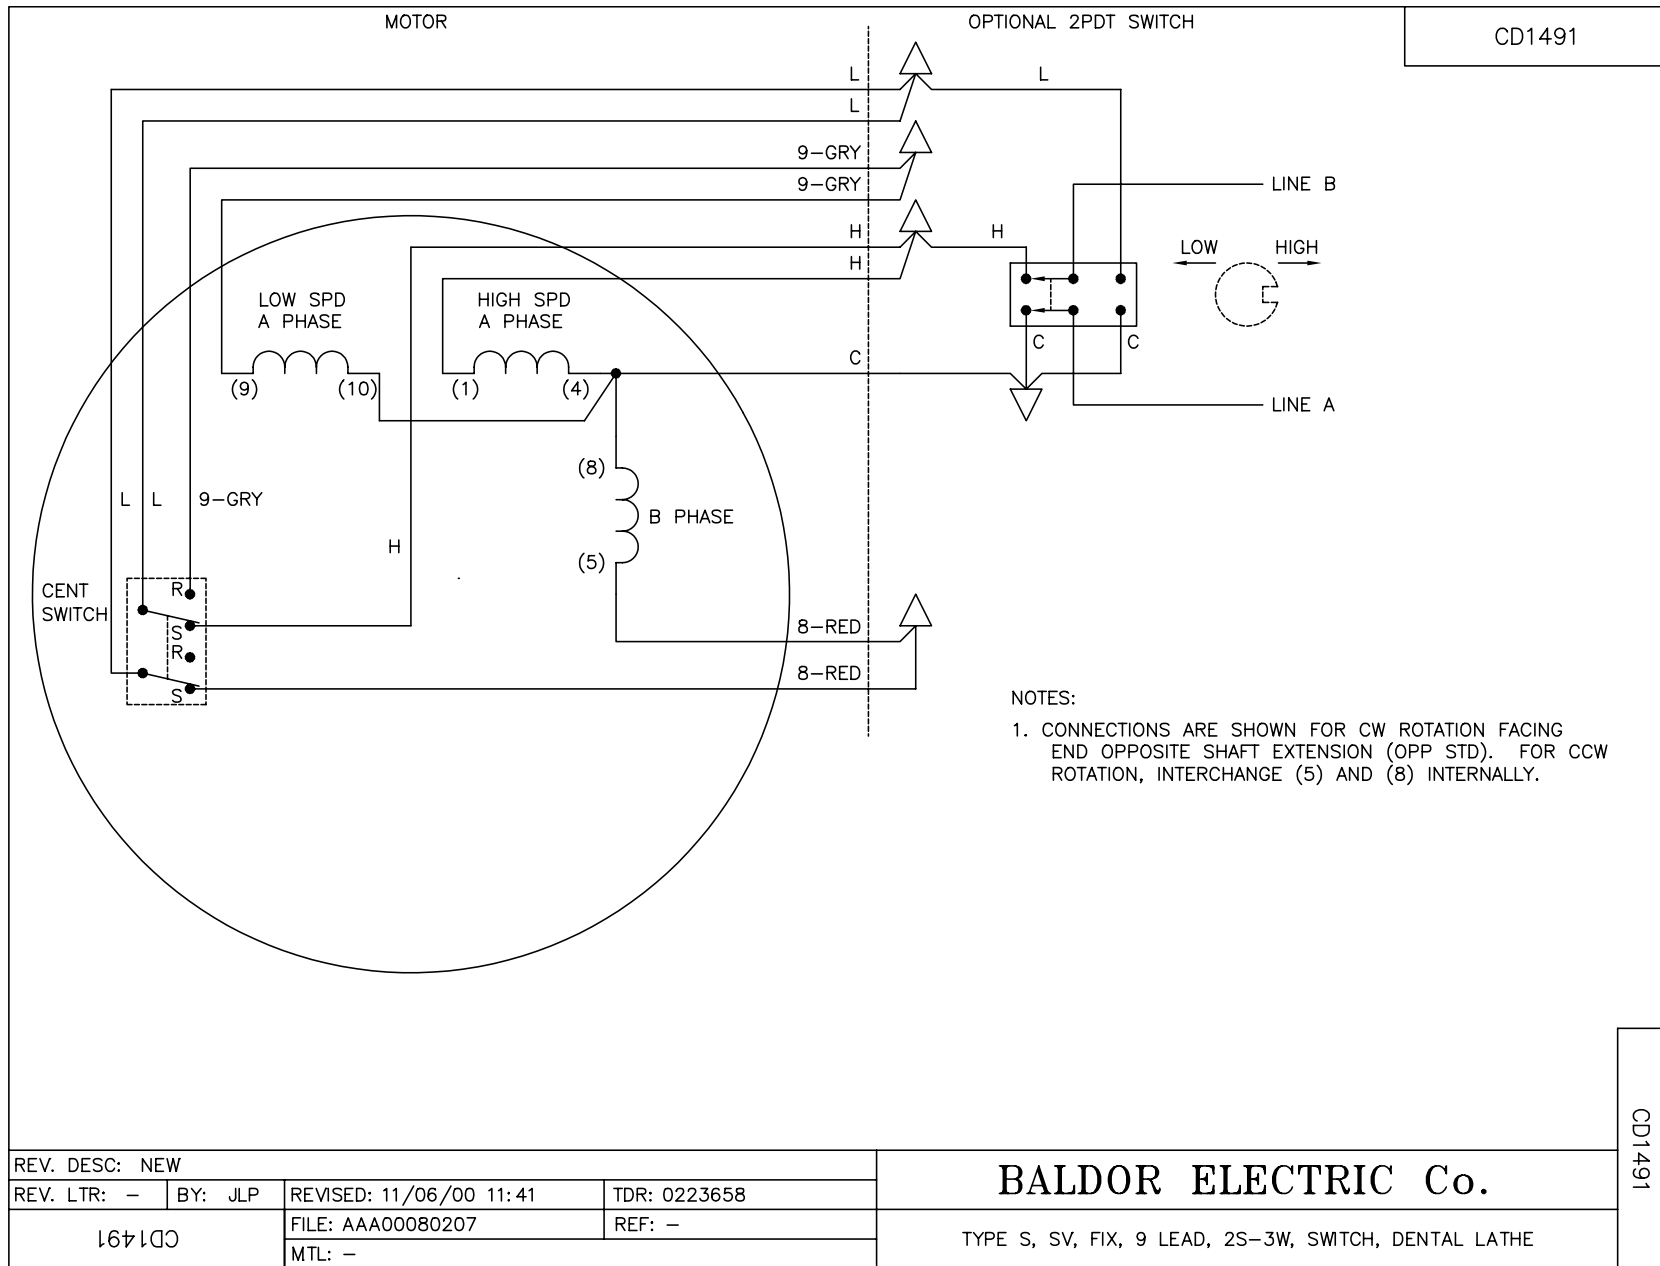 MOTOR
OPTIONAL 2PDT SWITCH
CD1491
L
L
L
9-GRY
9-GRY
LINE B
H
H
H
LOW
HIGH
LOW SPD
A PHASE
HIGH SPD
A PHASE
C
C
C
(9)
(10)
(1)
(4)
LINE A
(8)
L
L
9-GRY
B PHASE
H
(5)
CENT
SWITCH
R
S
R
S
8-RED
8-RED
NOTES:
1. CONNECTIONS ARE SHOWN FOR CW ROTATION FACING
END OPPOSITE SHAFT EXTENSION (OPP STD). FOR CCW
ROTATION, INTERCHANGE (5) AND (8) INTERNALLY.
CD1491
REV. DESC: NEW
REV. LTR: -
BY: JLP
REVISED: 11/06/00 11:41
TDR: 0223658
FILE: AAA00080207
REF: -
MTL: -
CD1491
BALDOR ELECTRIC Co.
TYPE S, SV, FIX, 9 LEAD, 2S-3W, SWITCH, DENTAL LATHE